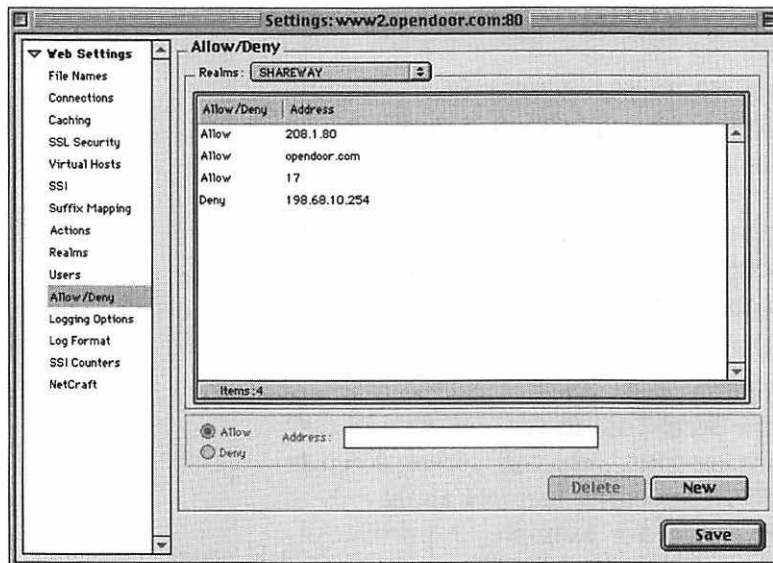 Settings: www2.opendoor.com:80
Web Settings
File Names
Connections
Caching
SSL Security
Virtual Hosts
SSI
Suffix Mapping
Actions
Realms
Users
Allow/Deny
Logging Options
Log Format
SSI Counters
NetCraft
Allow/Deny
Realms: SHAREWAY
Allow/Deny Address
Allow 208.1.80
Allow opendoor.com
Allow 17
Deny 198.68.10.254
Items:4
Allow
Deny
Address:
Delete
New
Save